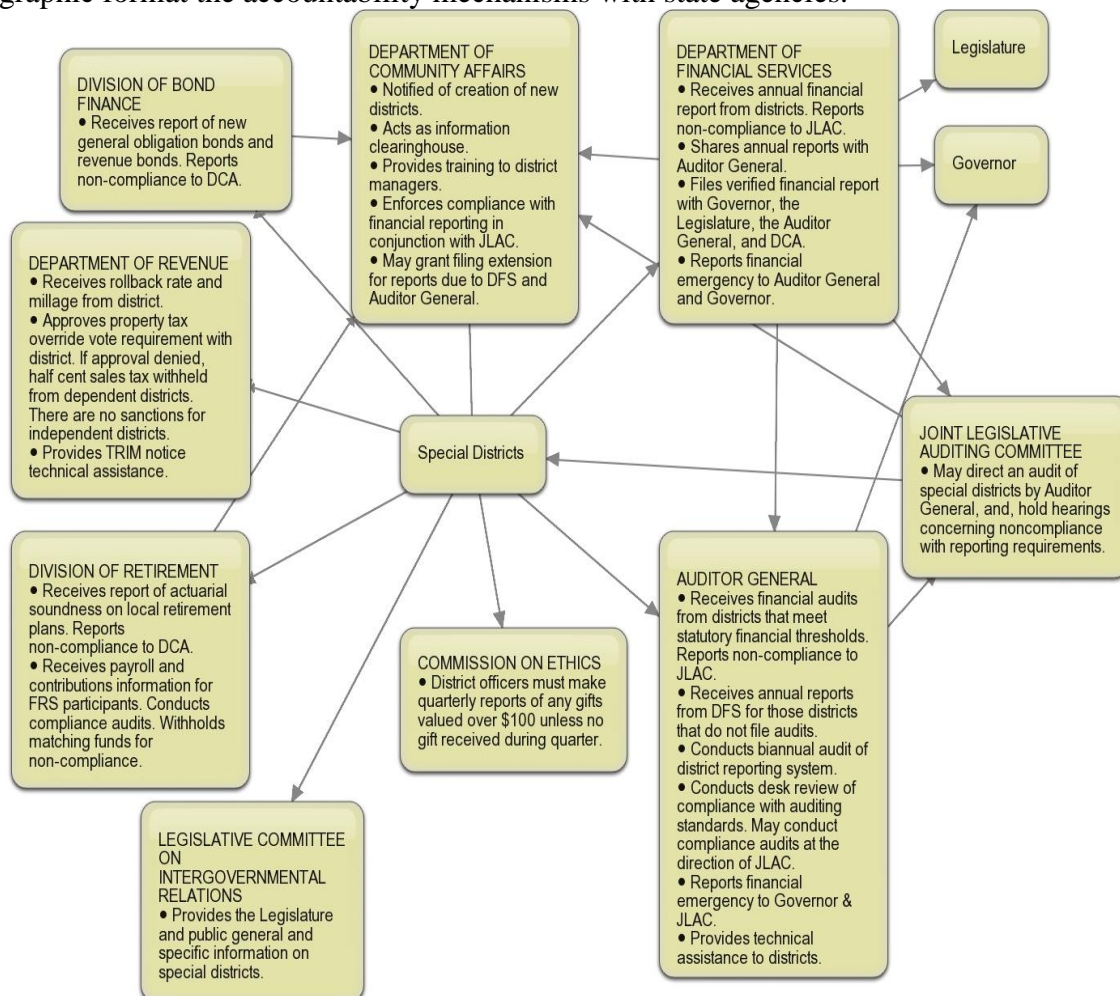 graphic format the accountability mechanisms with state agencies.
DIVISION OF BOND
FINANCE
• Receives report of new
general obligation bonds and
revenue bonds. Reports
non-compliance to DCA.
DEPARTMENT OF
COMMUNITY AFFAIRS
• Notified of creation of new
districts.
• Acts as information
clearinghouse.
• Provides training to district
managers.
• Enforces compliance with
financial reporting in
conjunction with JLAC.
• May grant filing extension
for reports due to DFS and
Auditor General.
DEPARTMENT OF
FINANCIAL SERVICES
• Receives annual financial
report from districts. Reports
non-compliance to JLAC.
• Shares annual reports with
Auditor General.
• Files verified financial report
with Governor, the
Legislature, the Auditor
General, and DCA.
• Reports financial
emergency to Auditor General
and Governor.
Legislature
Governor
DEPARTMENT OF REVENUE
• Receives rollback rate and
millage from district.
• Approves property tax
override vote requirement with
district. If approval denied,
half cent sales tax withheld
from dependent districts.
There are no sanctions for
independent districts.
• Provides TRIM notice
technical assistance.
Special Districts
JOINT LEGISLATIVE
AUDITING COMMITTEE
• May direct an audit of
special districts by Auditor
General, and, hold hearings
concerning noncompliance
with reporting requirements.
DIVISION OF RETIREMENT
• Receives report of actuarial
soundness on local retirement
plans. Reports
non-compliance to DCA.
• Receives payroll and
contributions information for
FRS participants. Conducts
compliance audits. Withholds
matching funds for
non-compliance.
COMMISSION ON ETHICS
• District officers must make
quarterly reports of any gifts
valued over $100 unless no
gift received during quarter.
AUDITOR GENERAL
• Receives financial audits
from districts that meet
statutory financial thresholds.
Reports non-compliance to
JLAC.
• Receives annual reports
from DFS for those districts
that do not file audits.
• Conducts biannual audit of
district reporting system.
• Conducts desk review of
compliance with auditing
standards. May conduct
compliance audits at the
direction of JLAC.
• Reports financial
emergency to Governor &
JLAC.
• Provides technical
assistance to districts.
LEGISLATIVE COMMITTEE
ON
INTERGOVERNMENTAL
RELATIONS
• Provides the Legislature
and public general and
specific information on
special districts.